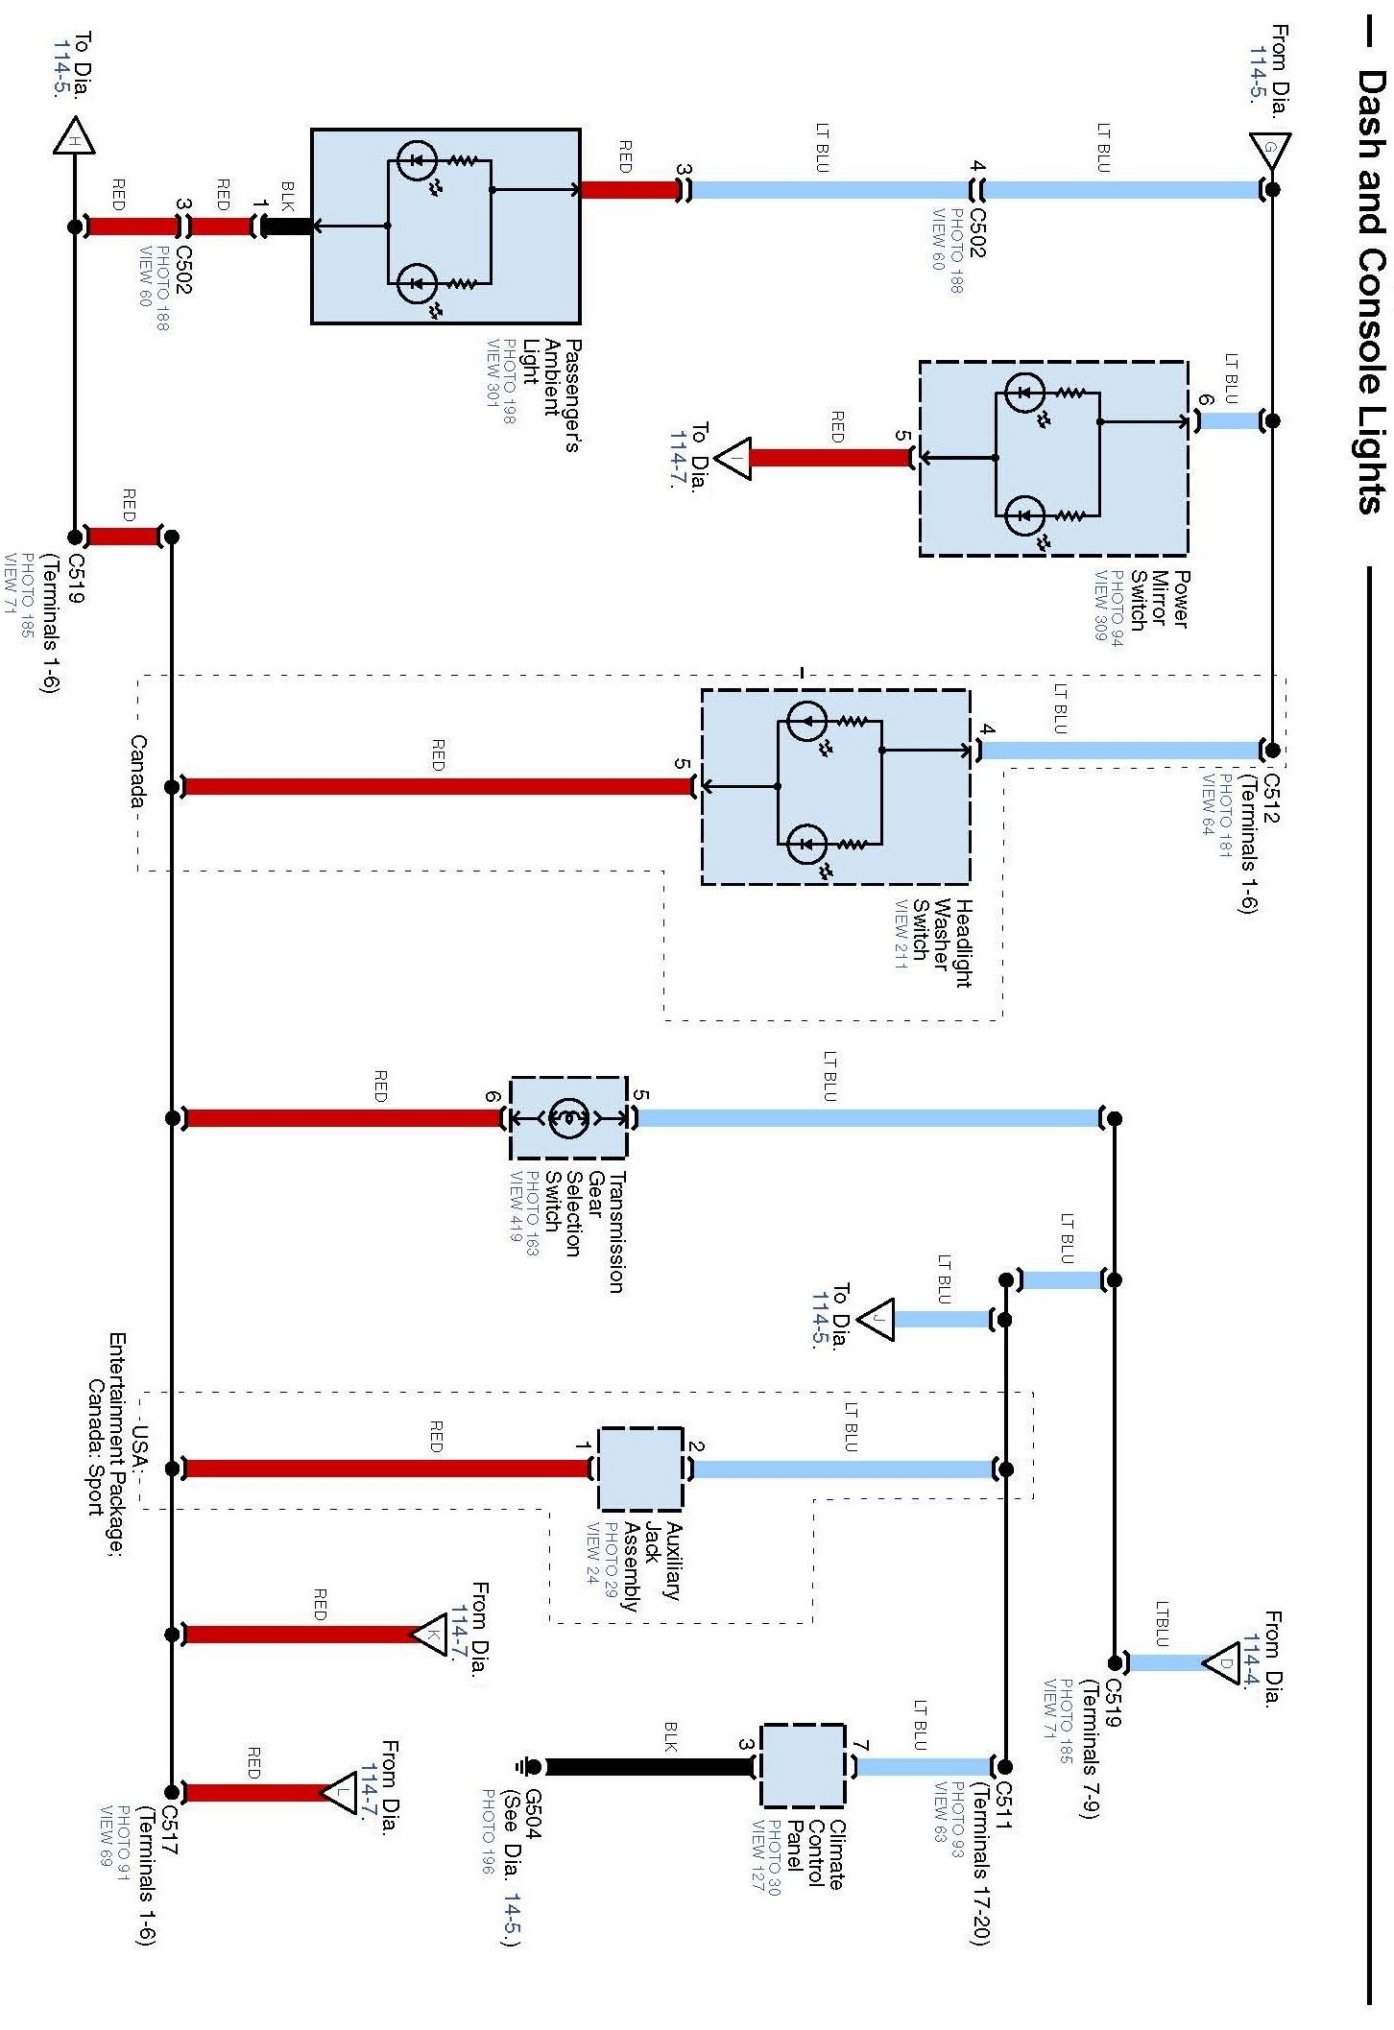 Dash and Console Lights
From Dia.
114-5.
G
LT BLU
4
C502
PHOTO 188
VIEW 60
LT BLU
3
RED
Passenger's
Ambient
Light
PHOTO 198
VIEW 301
BLK
1
RED
3
C502
PHOTO 188
VIEW 60
RED
To Dia.
114-5.
H
LT BLU
6
Power
Mirror
Switch
PHOTO 94
VIEW 309
5
RED
To Dia.
114-7.
I
RED
C519
(Terminals 1-6)
PHOTO 185
VIEW 71
C512
(Terminals 1-6)
PHOTO 181
VIEW 64
LT BLU
4
Headlight
Washer
Switch
VIEW 211
5
RED
Canada
LT BLU
5
Transmission
Gear
Selection
Switch
PHOTO 163
VIEW 419
6
RED
LT BLU
LT BLU
J
To Dia.
114-5.
LT BLU
2
Auxiliary
Jack
Assembly
PHOTO 29
VIEW 24
1
RED
USA:
Entertainment Package;
Canada: Sport
From Dia.
114-4.
D
LTBLU
C519
(Terminals 7-9)
PHOTO 185
VIEW 71
C511
(Terminals 17-20)
PHOTO 93
VIEW 63
LT BLU
7
Climate
Control
Panel
PHOTO 30
VIEW 127
3
BLK
G504
(See Dia. 14-5.)
PHOTO 196
From Dia.
114-7.
K
RED
From Dia.
114-7.
L
RED
C517
(Terminals 1-6)
PHOTO 91
VIEW 69